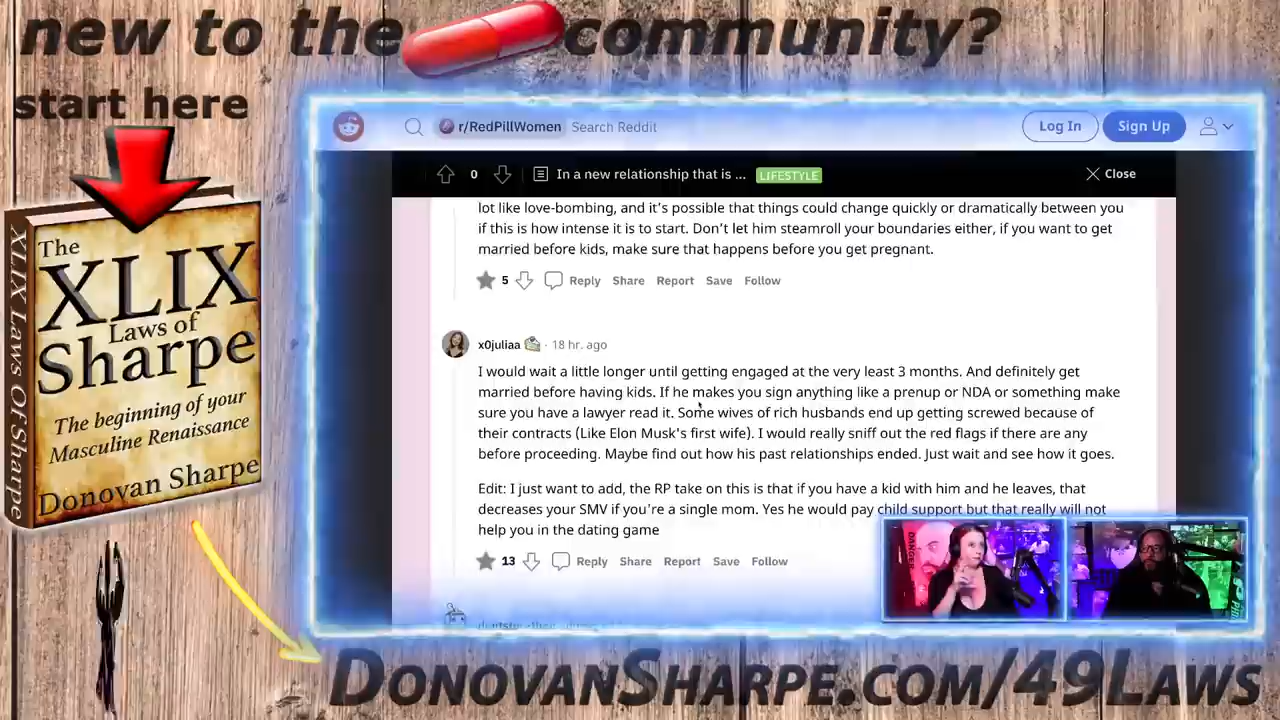 new to the community?
start here
The
XLIX
Laws of
Sharpe
The beginning of your
Masculine Renaissance
Donovan Sharpe
XLIX Laws Of Sharpe
r/RedPillWomen Search Reddit
Log In
Sign Up
0
In a new relationship that is ...
LIFESTYLE
Close
lot like love-bombing, and it's possible that things could change quickly or dramatically between you
if this is how intense it is to start. Don't let him steamroll your boundaries either, if you want to get
married before kids, make sure that happens before you get pregnant.
5 Reply Share Report Save Follow
x0juliaa · 18 hr. ago
I would wait a little longer until getting engaged at the very least 3 months. And definitely get
married before having kids. If he makes you sign anything like a prenup or NDA or something make
sure you have a lawyer read it. Some wives of rich husbands end up getting screwed because of
their contracts (Like Elon Musk's first wife). I would really sniff out the red flags if there are any
before proceeding. Maybe find out how his past relationships ended. Just wait and see how it goes.
Edit: I just want to add, the RP take on this is that if you have a kid with him and he leaves, that
decreases your SMV if you're a single mom. Yes he would pay child support but that really will not
help you in the dating game
13 Reply Share Report Save Follow
DonovanSharpe.com/49Laws